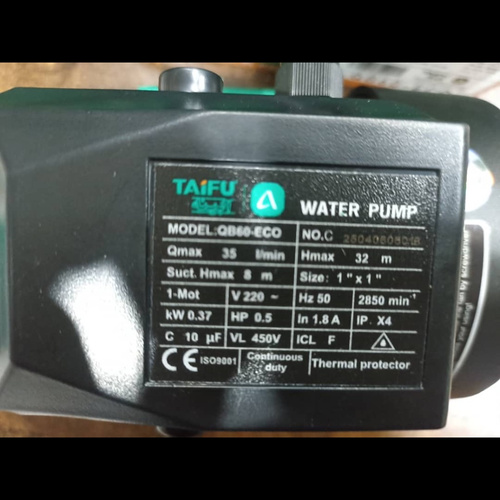 TAIFU
WATER PUMP
MODEL:QB60-ECO NO.C
Qmax 35 l/min Hmax 32 m
Suct. Hmax 8 m Size: 1" x 1"
1-Mot V 220 ~ Hz 50 2850 min⁻¹
kW 0.37 HP 0.5 In 1.8 A IP X4
C 10 µF VL 450V ICL F
CE ISO9001 Continuous duty Thermal protector